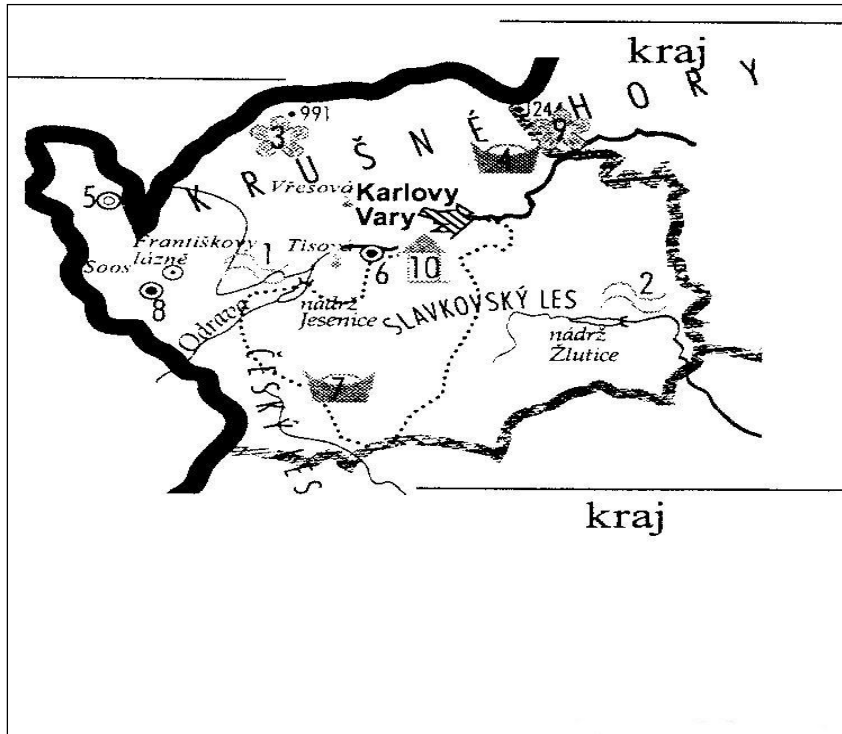 kraj
KRUŠNÉ HORY
991
3
244
9
4
Vřesová
Karlovy
Vary
5
Františkovy
lázně
Soos
1
Tisová
6
10
8
2
Odrava
nádrž
Jesenice
SLAVKOVSKÝ LES
nádrž
Žlutice
ČESKÝ LES
7
kraj